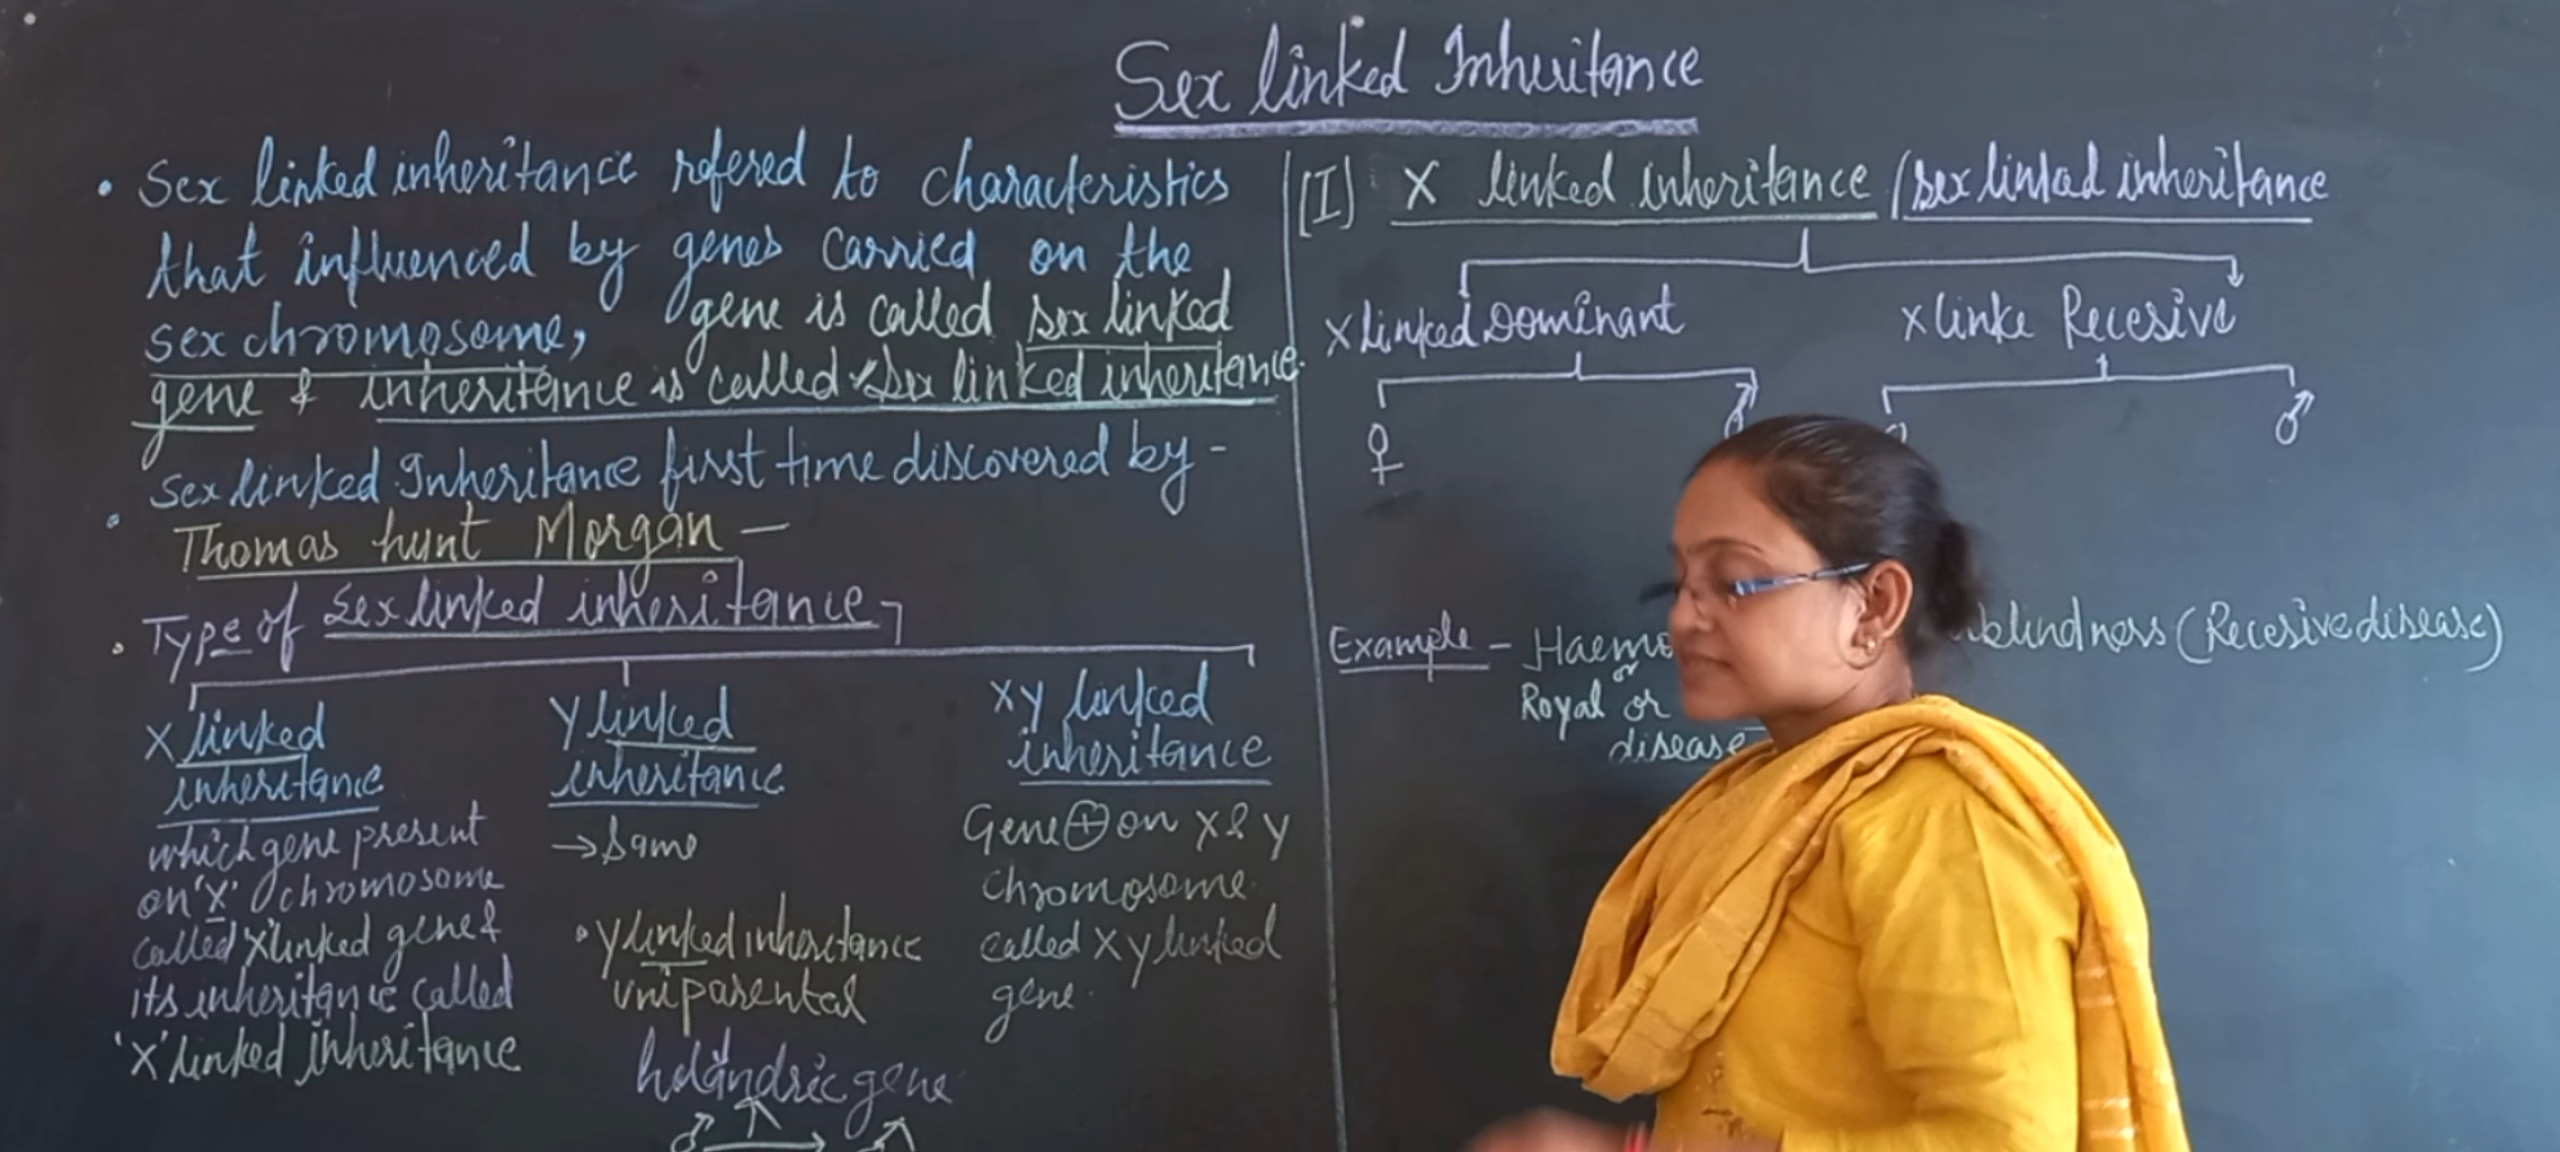 Sex linked Inheritance
• Sex linked inheritance refered to characteristics
that influenced by genes carried on the
sex chromosome, gene is called sex linked
gene & inheritance is called sex linked inheritance.
• Sex linked Inheritance first time discovered by -
Thomas hunt Morgan -
• Type of Sex linked inheritance
X linked
inheritance
which gene present
on 'X' chromosome
called X linked gene &
its inheritance called
'X' linked inheritance
Y linked
inheritance
→ Same
• Y linked inheritance
uniparental
holandric gene
♂ → ♂
XY linked
inheritance
Gene ⊕ on X & Y
chromosome
called XY linked
gene.
[I] X linked inheritance / sex linked inheritance
X linked Dominant
X linke Recesive
♀ ♂
♂
Example - Haemo
blindness (Recesive disease)
or
Royal or
disease